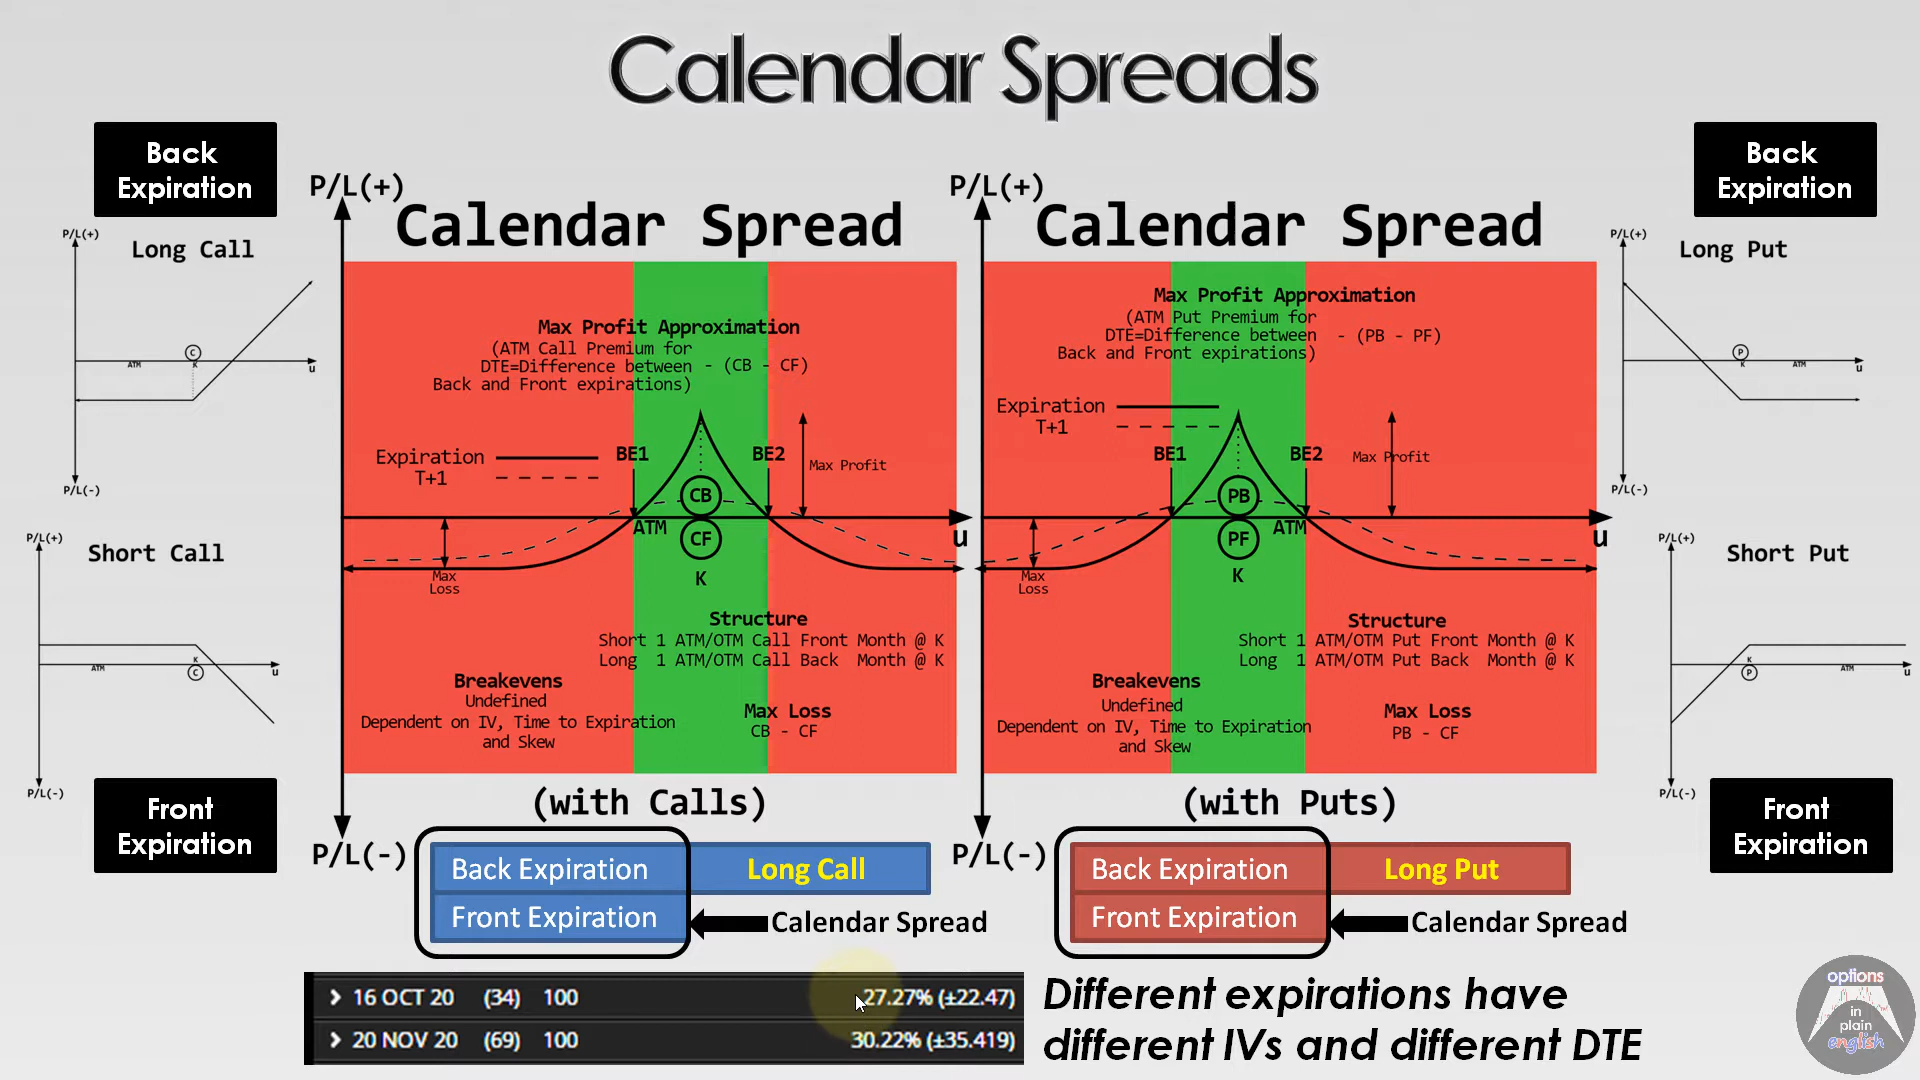 Calendar Spreads
Back
Expiration
P/L(+)
Long Call
C
ATM
K
u
P/L(-)
P/L(+)
Short Call
K
ATM
C
u
P/L(-)
Front
Expiration
P/L(+)
Calendar Spread
Max Profit Approximation
(ATM Call Premium for
DTE=Difference between - (CB - CF)
Back and Front expirations)
Expiration
T+1
BE1
BE2
Max Profit
CB
ATM
CF
u
K
Max
Loss
Structure
Short 1 ATM/OTM Call Front Month @ K
Long 1 ATM/OTM Call Back Month @ K
Breakevens
Undefined
Dependent on IV, Time to Expiration
and Skew
Max Loss
CB - CF
(with Calls)
P/L(-)
Back Expiration
Long Call
Front Expiration
Calendar Spread
P/L(+)
Calendar Spread
Max Profit Approximation
(ATM Put Premium for
DTE=Difference between - (PB - PF)
Back and Front expirations)
Expiration
T+1
BE1
BE2
Max Profit
PB
ATM
PF
u
K
Max
Loss
Structure
Short 1 ATM/OTM Put Front Month @ K
Long 1 ATM/OTM Put Back Month @ K
Breakevens
Undefined
Dependent on IV, Time to Expiration
and Skew
Max Loss
PB - CF
(with Puts)
P/L(-)
Back Expiration
Long Put
Front Expiration
Calendar Spread
Back
Expiration
P/L(+)
Long Put
P
K
ATM
u
P/L(-)
P/L(+)
Short Put
K
P
ATM
u
P/L(-)
Front
Expiration
16 OCT 20 (34) 100 27.27% (±22.47)
20 NOV 20 (69) 100 30.22% (±35.419)
Different expirations have
different IVs and different DTE
options
in
plain
english